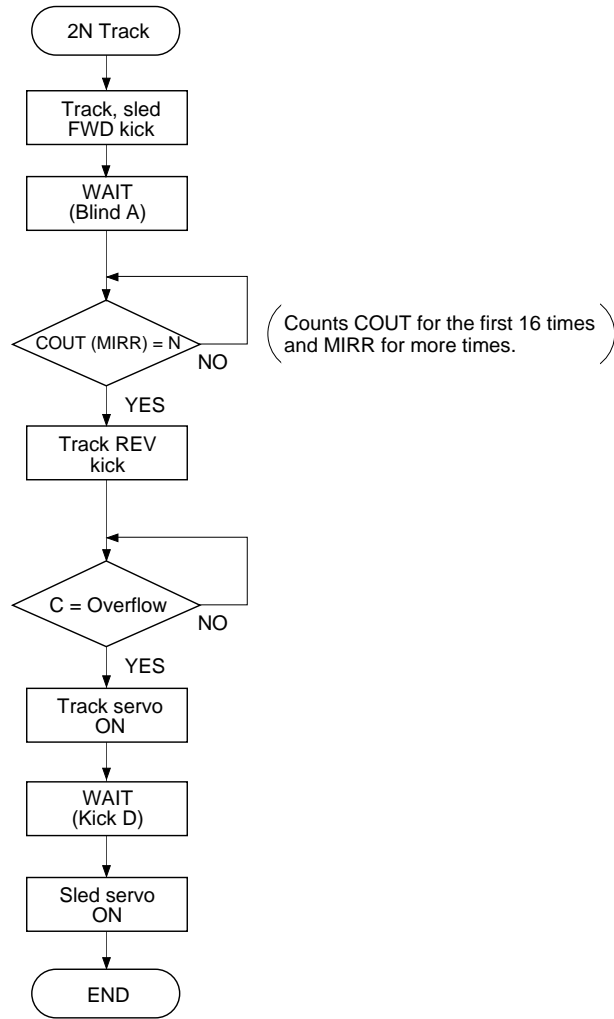 2N Track
Track, sled
FWD kick
WAIT
(Blind A)
COUT (MIRR) = N
NO
Counts COUT for the first 16 times
and MIRR for more times.
YES
Track REV
kick
C = Overflow
NO
YES
Track servo
ON
WAIT
(Kick D)
Sled servo
ON
END